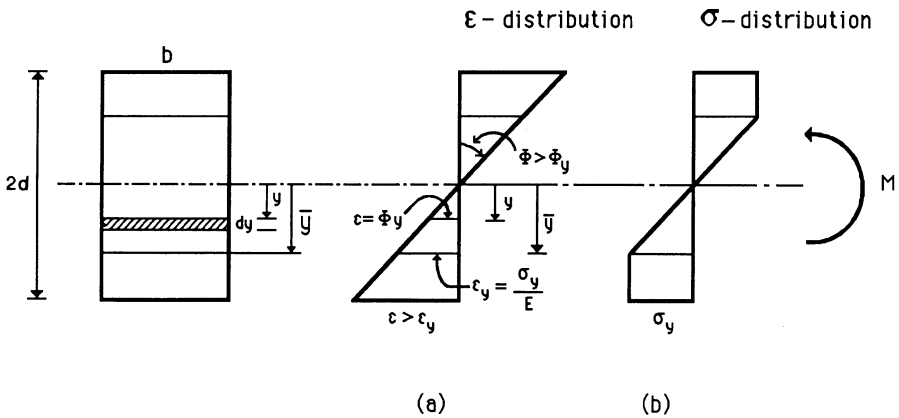 ε - distribution
σ - distribution
b
2d
Φ > Φy
M
y
ȳ
dy
ε = Φy
y
ȳ
εy = σy / E
ε > εy
σy
(a)
(b)